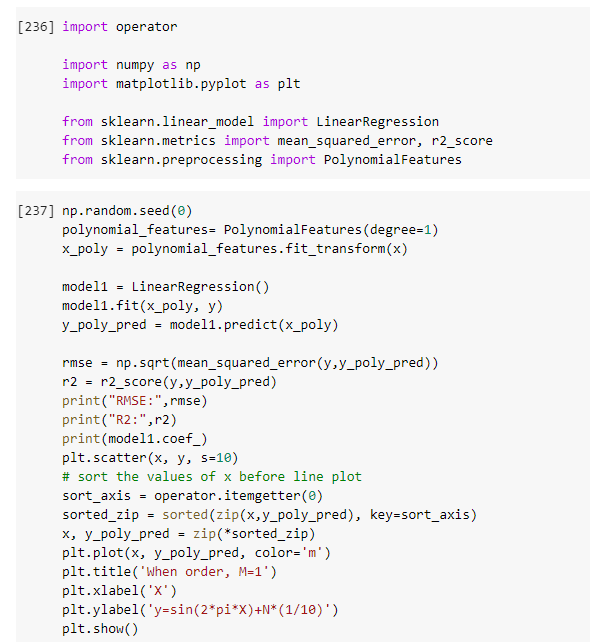 [236] import operator
import numpy as np
import matplotlib.pyplot as plt
from sklearn.linear_model import LinearRegression
from sklearn.metrics import mean_squared_error, r2_score
from sklearn.preprocessing import PolynomialFeatures
[237] np.random.seed(0)
polynomial_features= PolynomialFeatures(degree=1)
x_poly = polynomial_features.fit_transform(x)
model1 = LinearRegression()
model1.fit(x_poly, y)
y_poly_pred = model1.predict(x_poly)
rmse = np.sqrt(mean_squared_error(y,y_poly_pred))
r2 = r2_score(y,y_poly_pred)
print("RMSE:",rmse)
print("R2:",r2)
print(model1.coef_)
plt.scatter(x, y, s=10)
# sort the values of x before line plot
sort_axis = operator.itemgetter(0)
sorted_zip = sorted(zip(x,y_poly_pred), key=sort_axis)
x, y_poly_pred = zip(*sorted_zip)
plt.plot(x, y_poly_pred, color='m')
plt.title('When order, M=1')
plt.xlabel('X')
plt.ylabel('y=sin(2*pi*X)+N*(1/10)')
plt.show()